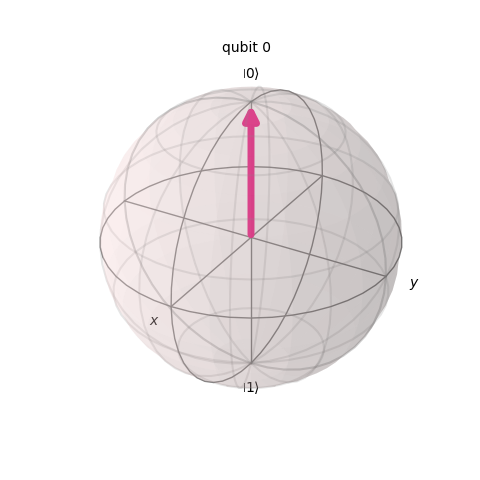 qubit 0
|0⟩
y
x
|1⟩